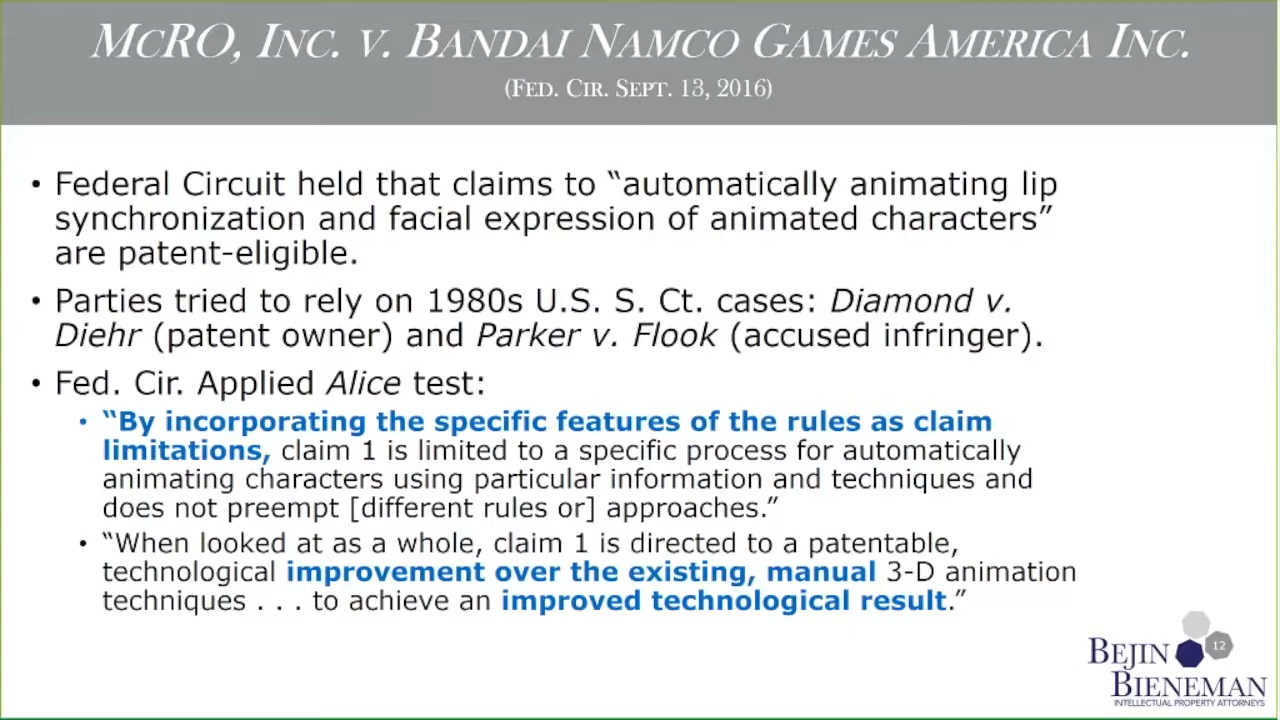 McRO, Inc. v. Bandai Namco Games America Inc.
(Fed. Cir. Sept. 13, 2016)
• Federal Circuit held that claims to “automatically animating lip
synchronization and facial expression of animated characters”
are patent-eligible.
• Parties tried to rely on 1980s U.S. S. Ct. cases: Diamond v.
Diehr (patent owner) and Parker v. Flook (accused infringer).
• Fed. Cir. Applied Alice test:
• “By incorporating the specific features of the rules as claim
limitations, claim 1 is limited to a specific process for automatically
animating characters using particular information and techniques and
does not preempt [different rules or] approaches.”
• “When looked at as a whole, claim 1 is directed to a patentable,
technological improvement over the existing, manual 3-D animation
techniques . . . to achieve an improved technological result.”
12
Bejin
Bieneman
INTELLECTUAL PROPERTY ATTORNEYS